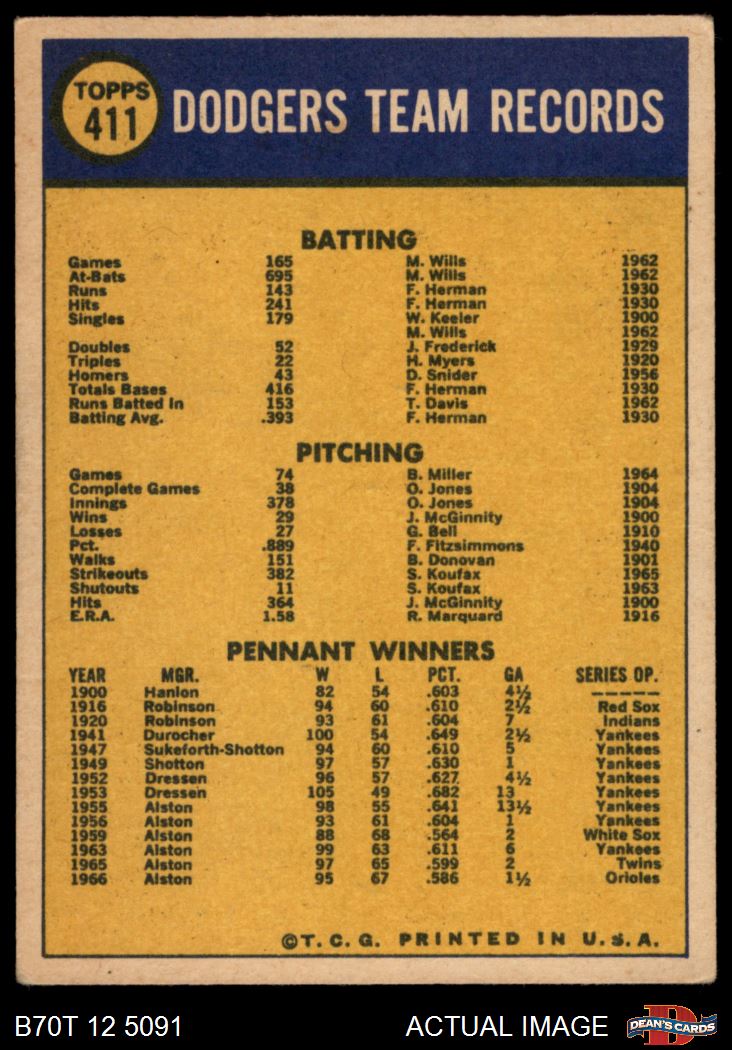 TOPPS
411
DODGERS TEAM RECORDS
BATTING
Games 165 M. Wills 1962
At-Bats 695 M. Wills 1962
Runs 143 F. Herman 1930
Hits 241 F. Herman 1930
Singles 179 W. Keeler 1900
M. Wills 1962
Doubles 52 J. Frederick 1929
Triples 22 H. Myers 1920
Homers 43 D. Snider 1956
Totals Bases 416 F. Herman 1930
Runs Batted In 153 T. Davis 1962
Batting Avg. .393 F. Herman 1930
PITCHING
Games 74 B. Miller 1964
Complete Games 38 O. Jones 1904
Innings 378 O. Jones 1904
Wins 29 J. McGinnity 1900
Losses 27 G. Bell 1910
Pct. .889 F. Fitzsimmons 1940
Walks 151 B. Donovan 1901
Strikeouts 382 S. Koufax 1965
Shutouts 11 S. Koufax 1963
Hits 364 J. McGinnity 1900
E.R.A. 1.58 R. Marquard 1916
PENNANT WINNERS
YEAR MGR. W L PCT. GA SERIES OP.
1900 Hanlon 82 54 .603 4½ -----
1916 Robinson 94 60 .610 2½ Red Sox
1920 Robinson 93 61 .604 7 Indians
1941 Durocher 100 54 .649 2½ Yankees
1947 Sukeforth-Shotton 94 60 .610 5 Yankees
1949 Shotton 97 57 .630 1 Yankees
1952 Dressen 96 57 .627 4½ Yankees
1953 Dressen 105 49 .682 13 Yankees
1955 Alston 98 55 .641 13½ Yankees
1956 Alston 93 61 .604 1 Yankees
1959 Alston 88 68 .564 2 White Sox
1963 Alston 99 63 .611 6 Yankees
1965 Alston 97 65 .599 2 Twins
1966 Alston 95 67 .586 1½ Orioles
©T. C. G. PRINTED IN U. S. A.
B70T 12 5091 ACTUAL IMAGE
DEAN'S CARDS